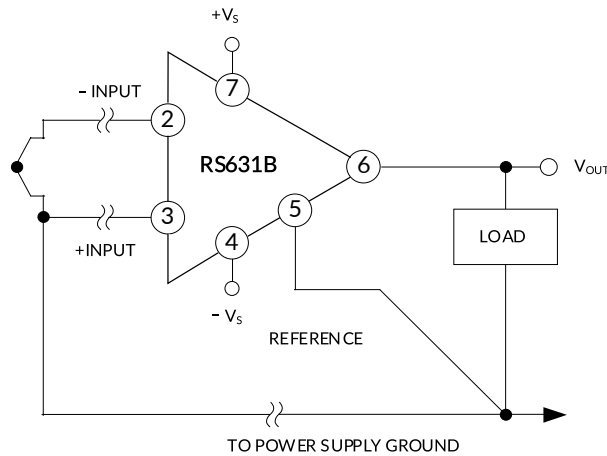 +VS
– INPUT
7
2
RS631B
6
VOUT
3
5
+INPUT
4
LOAD
– VS
REFERENCE
TO POWER SUPPLY GROUND